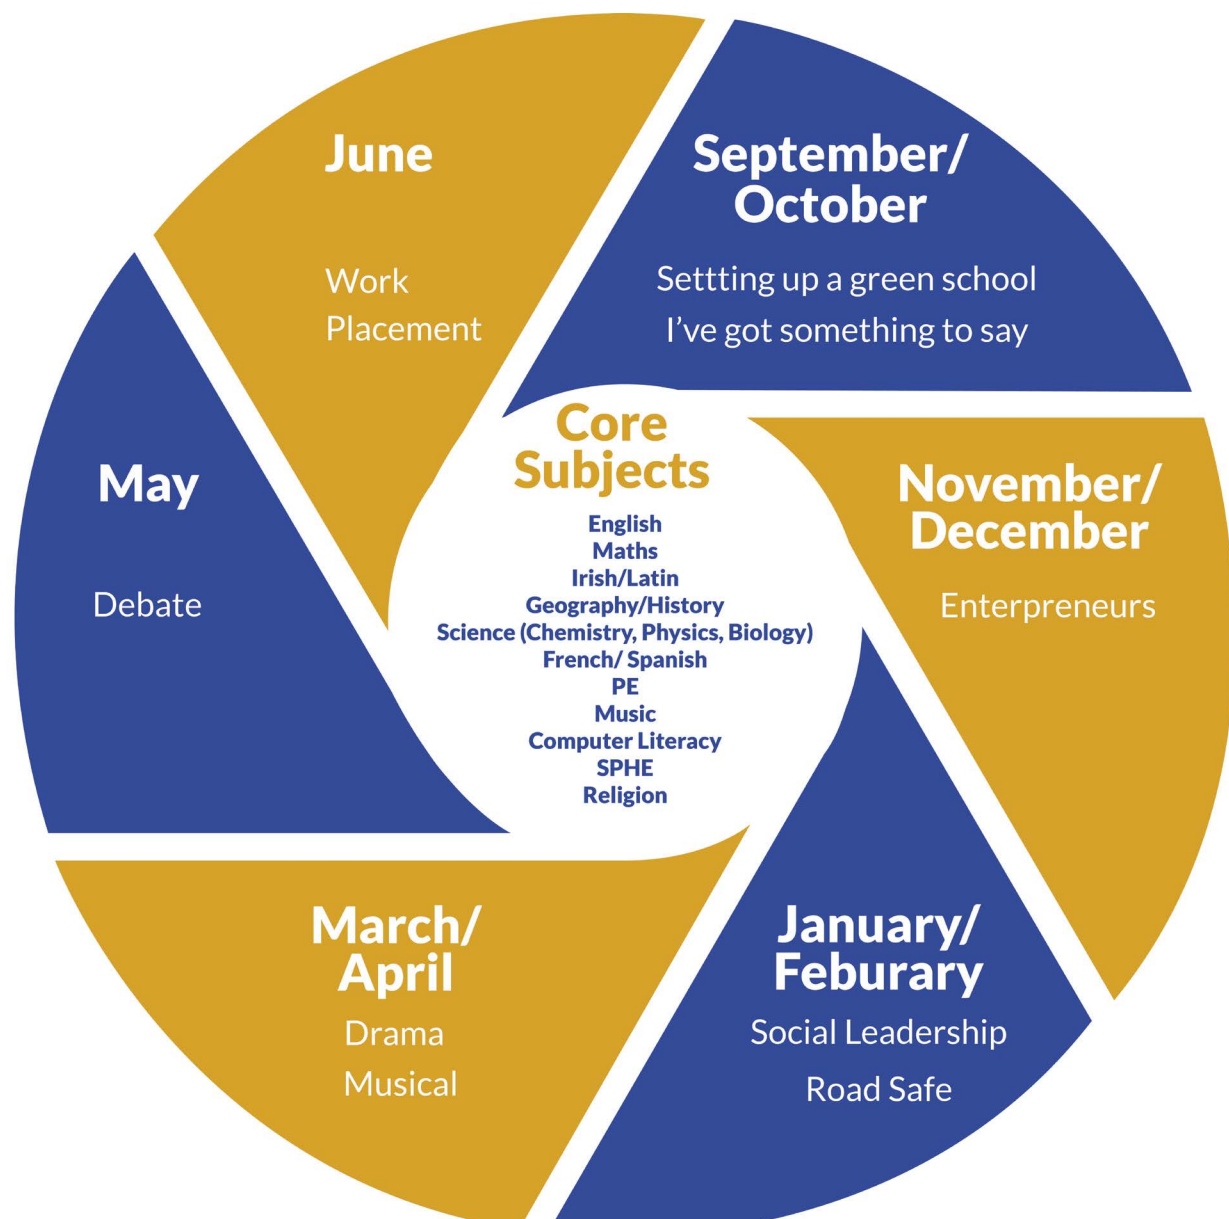 June
Work
Placement
September/
October
Settting up a green school
I've got something to say
May
Debate
Core
Subjects
English
Maths
Irish/Latin
Geography/History
Science (Chemistry, Physics, Biology)
French/ Spanish
PE
Music
Computer Literacy
SPHE
Religion
November/
December
Enterpreneurs
March/
April
Drama
Musical
January/
Feburary
Social Leadership
Road Safe